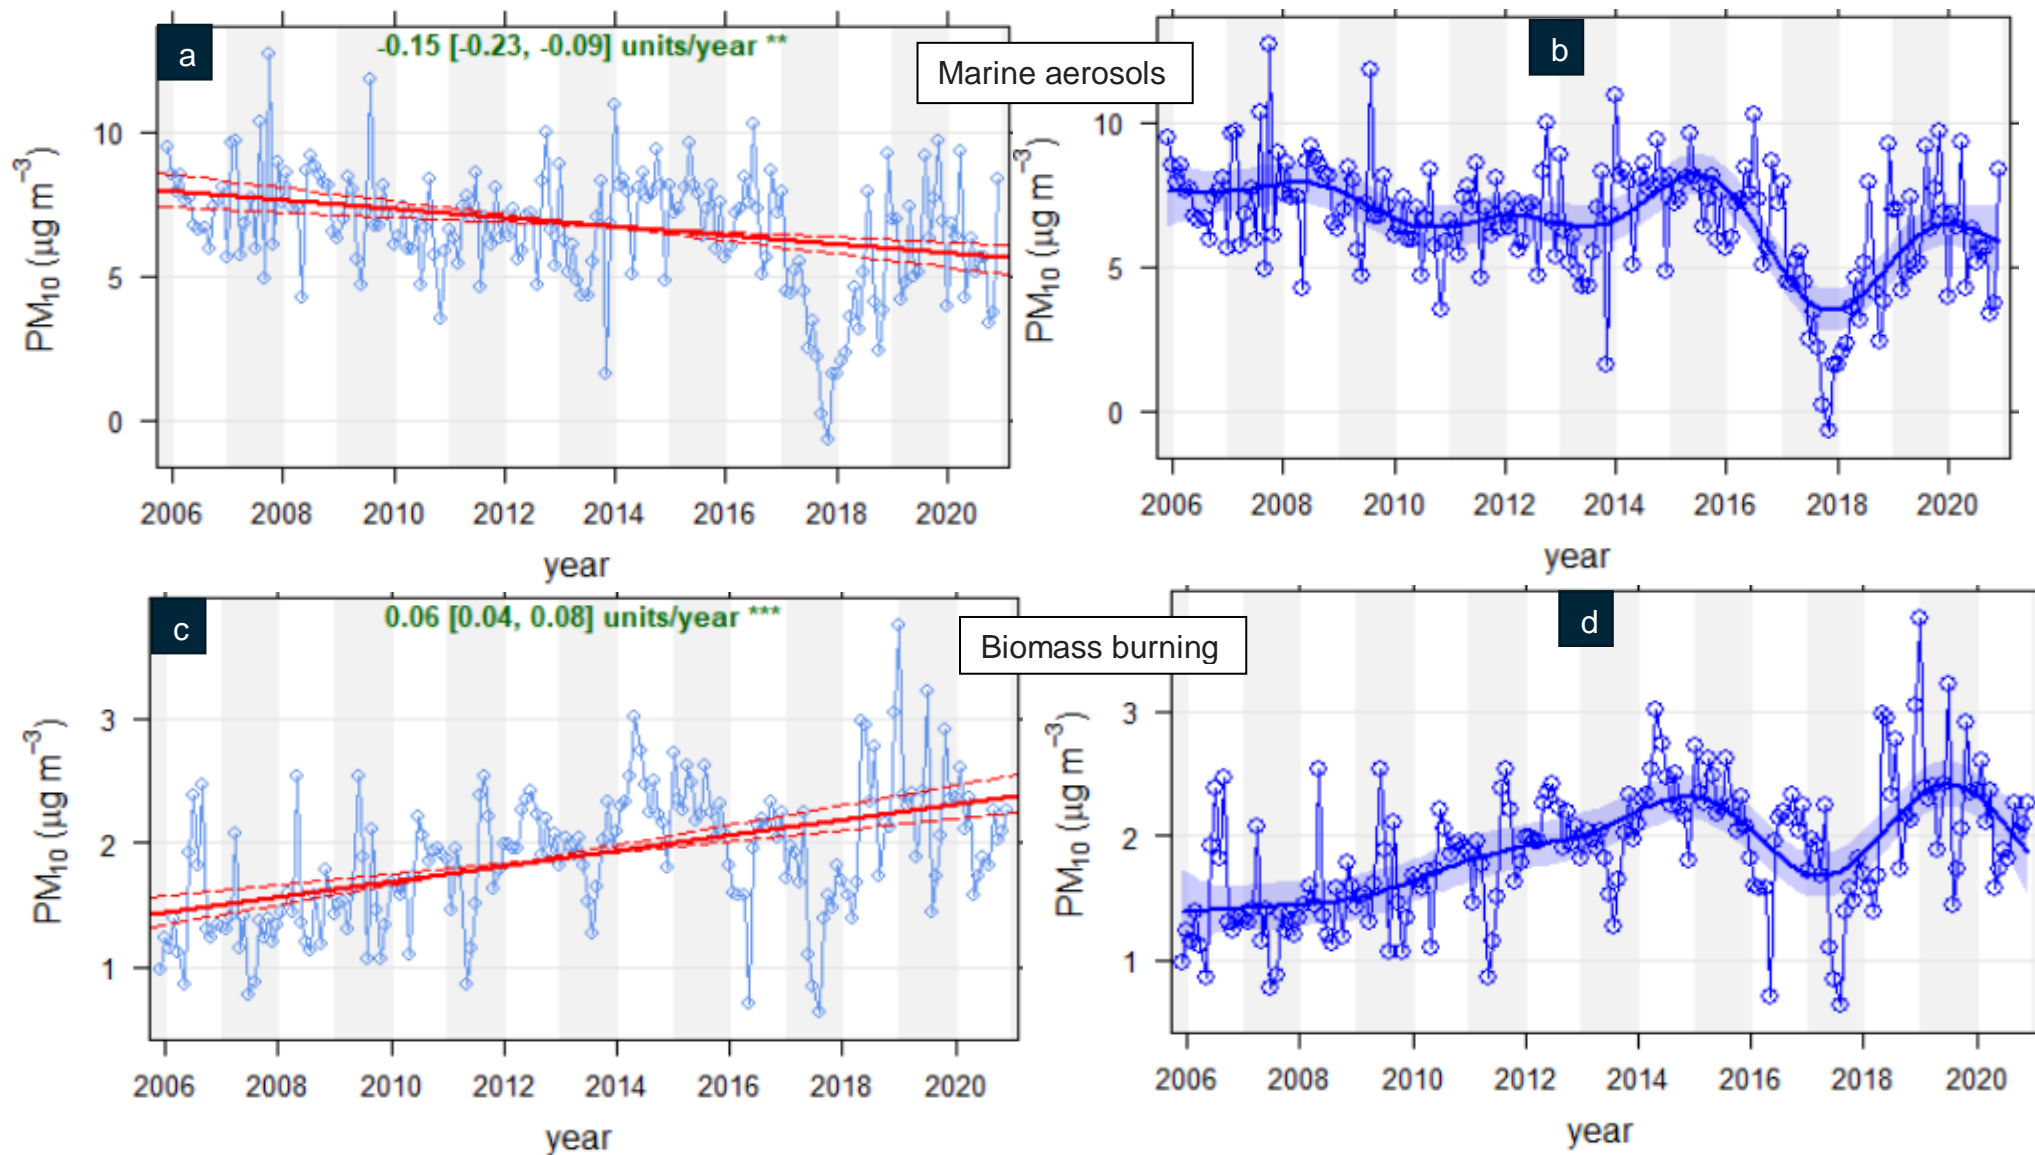 a
-0.15 [-0.23, -0.09] units/year **
Marine aerosols
b
PM₁₀ (µg m⁻³)
10
5
0
2006 2008 2010 2012 2014 2016 2018 2020
year
PM₁₀ (µg m⁻³)
10
5
0
2006 2008 2010 2012 2014 2016 2018 2020
year
c
0.06 [0.04, 0.08] units/year ***
Biomass burning
d
PM₁₀ (µg m⁻³)
3
2
1
2006 2008 2010 2012 2014 2016 2018 2020
year
PM₁₀ (µg m⁻³)
3
2
1
2006 2008 2010 2012 2014 2016 2018 2020
year